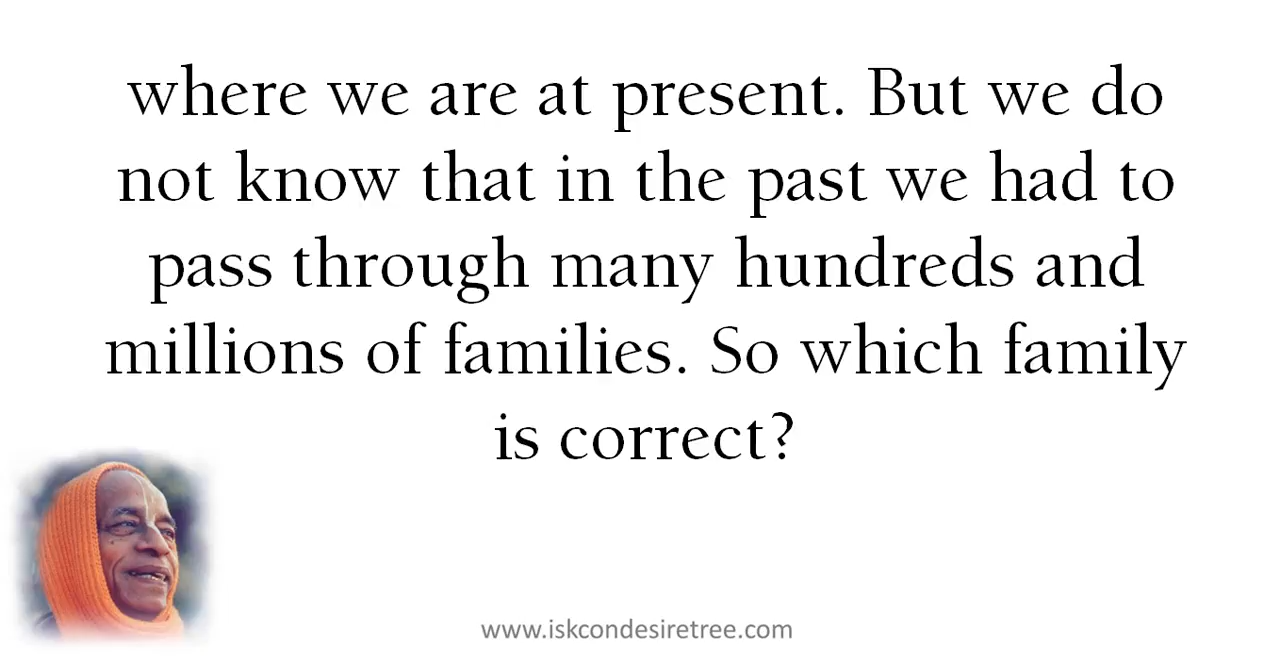 where we are at present. But we do
not know that in the past we had to
pass through many hundreds and
millions of families. So which family
is correct?
www.iskcondesiretree.com